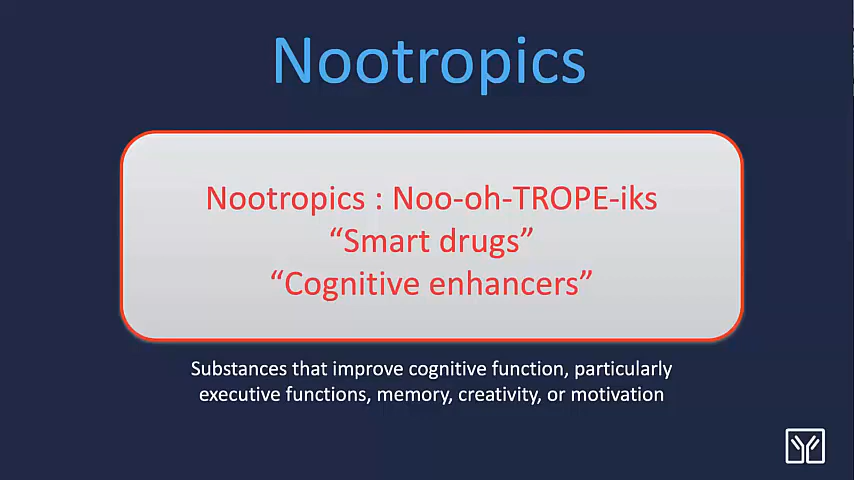 Nootropics
Nootropics : Noo-oh-TROPE-iks
“Smart drugs”
“Cognitive enhancers”
Substances that improve cognitive function, particularly
executive functions, memory, creativity, or motivation